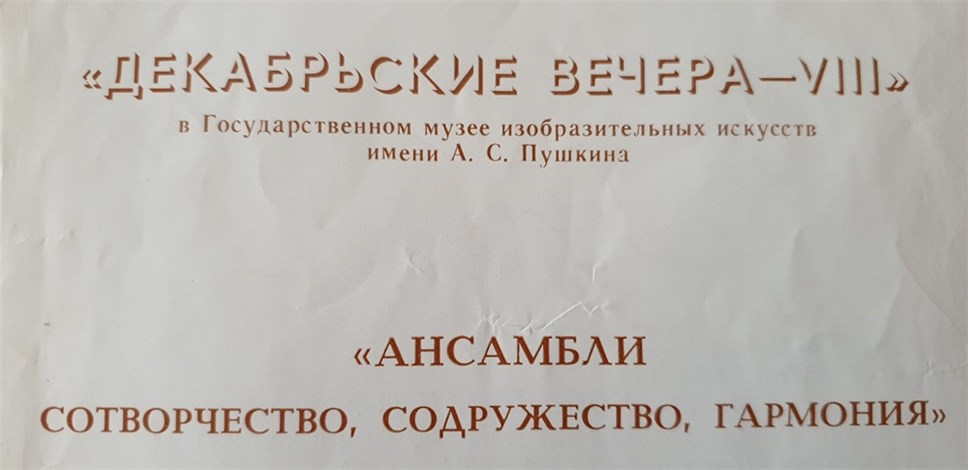 «ДЕКАБРЬСКИЕ ВЕЧЕРА—VIII»
в Государственном музее изобразительных искусств
имени А. С. Пушкина
«АНСАМБЛИ
СОТВОРЧЕСТВО, СОДРУЖЕСТВО, ГАРМОНИЯ»